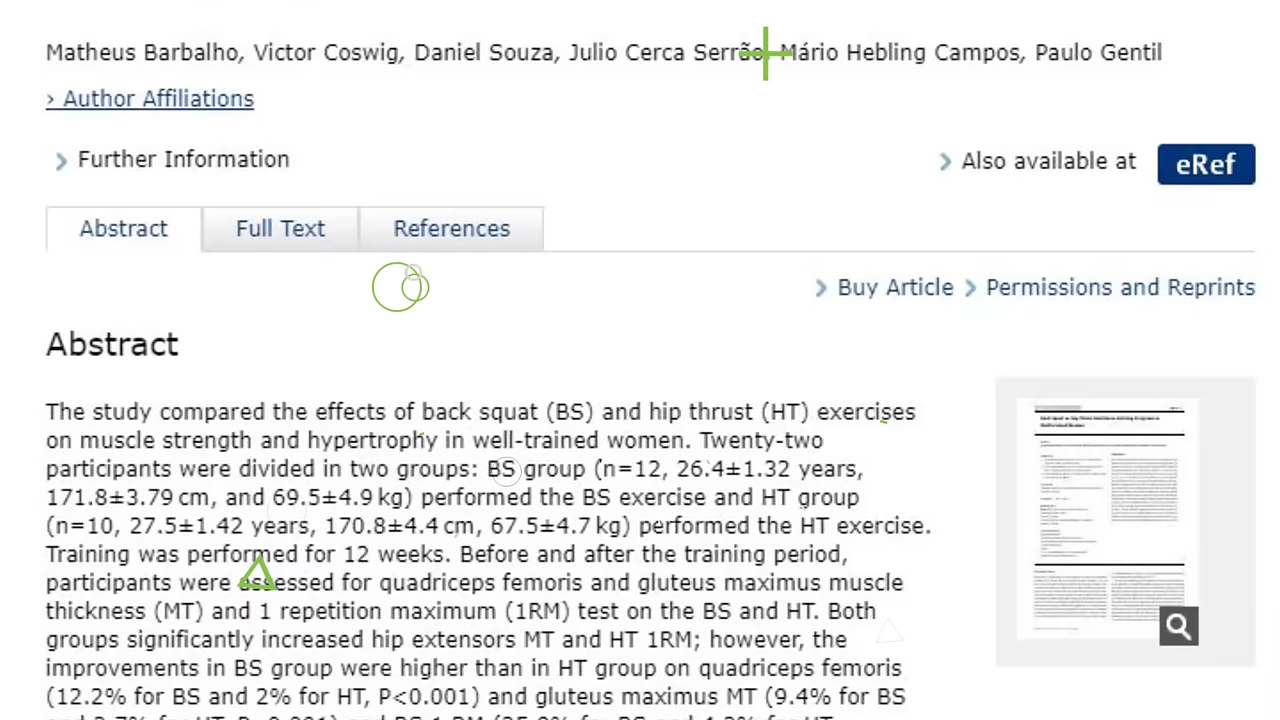 Matheus Barbalho, Victor Coswig, Daniel Souza, Julio Cerca Serrão, Mário Hebling Campos, Paulo Gentil
› Author Affiliations
Further Information
Also available at eRef
Abstract Full Text References
Buy Article Permissions and Reprints
Abstract
The study compared the effects of back squat (BS) and hip thrust (HT) exercises
on muscle strength and hypertrophy in well-trained women. Twenty-two
participants were divided in two groups: BS group (n=12, 26.4±1.32 years,
171.8±3.79 cm, and 69.5±4.9 kg) performed the BS exercise and HT group
(n=10, 27.5±1.42 years, 170.8±4.4 cm, 67.5±4.7 kg) performed the HT exercise.
Training was performed for 12 weeks. Before and after the training period,
participants were assessed for quadriceps femoris and gluteus maximus muscle
thickness (MT) and 1 repetition maximum (1RM) test on the BS and HT. Both
groups significantly increased hip extensors MT and HT 1RM; however, the
improvements in BS group were higher than in HT group on quadriceps femoris
(12.2% for BS and 2% for HT, P<0.001) and gluteus maximus MT (9.4% for BS